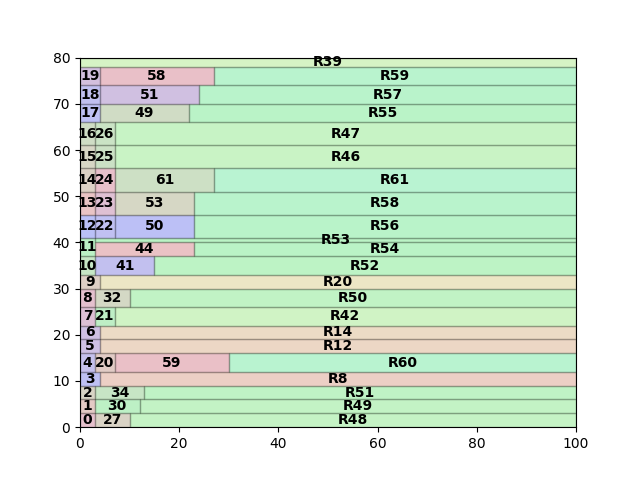 80
R39
19 58 R59
18 51 R57
70
17 49 R55
16 26 R47
60
15 25 R46
14 24 61 R61
50
13 23 53 R58
12 22 50 R56
40
R53
11 44 R54
10 41 R52
9 R20
30
8 32 R50
7 21 R42
6 R14
20
5 R12
4 20 59 R60
3 R8
10
2 34 R51
1 30 R49
0 27 R48
0
0 20 40 60 80 100